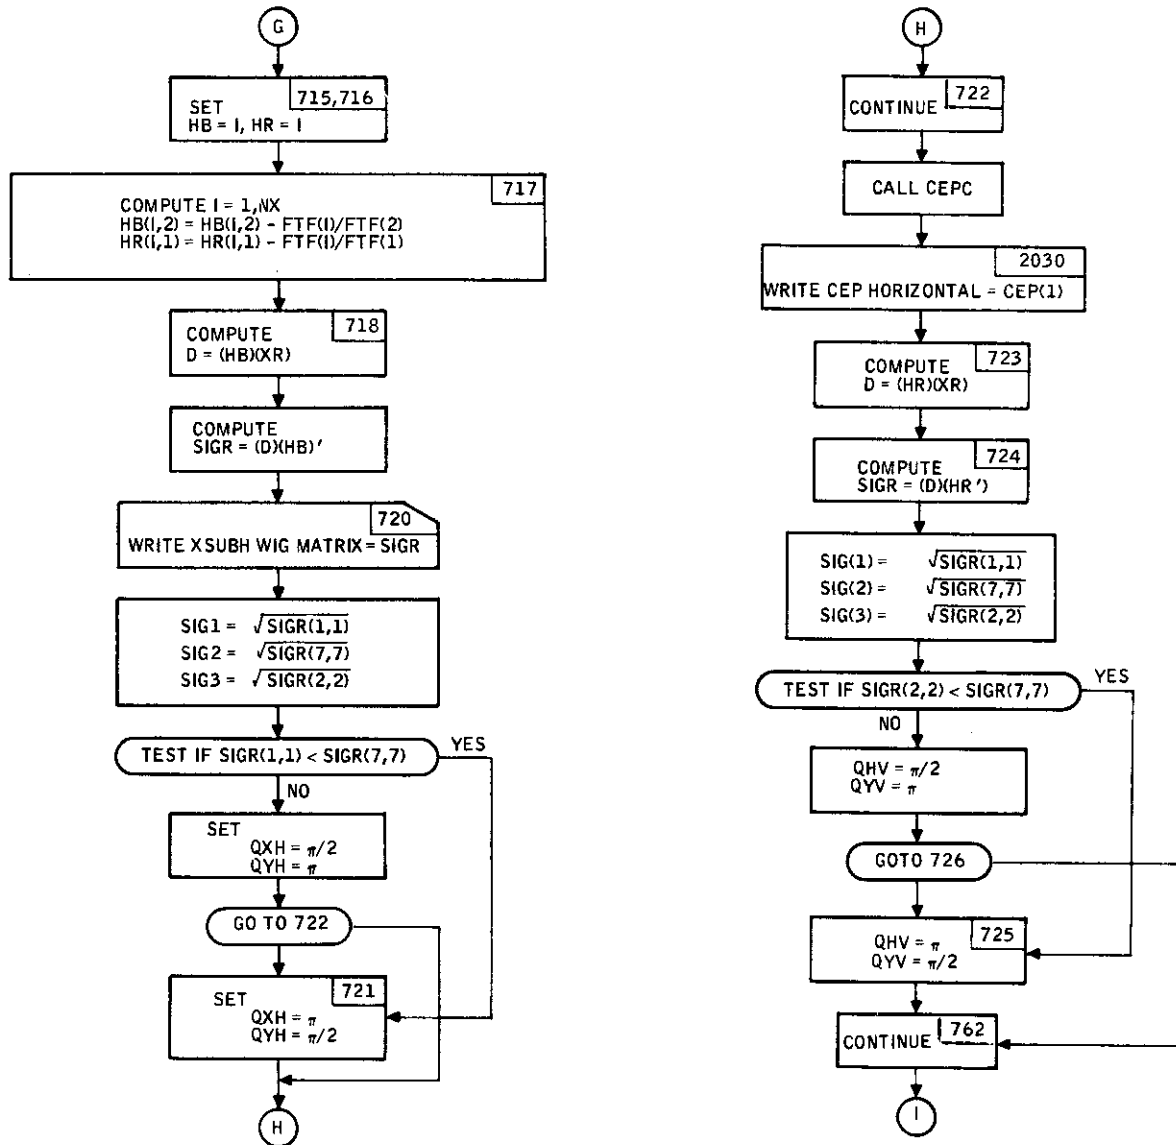 G
715,716
SET
HB = I, HR = I
717
COMPUTE I = 1,NX
HB(I,2) = HB(I,2) - FTF(I)/FTF(2)
HR(I,1) = HR(I,1) - FTF(I)/FTF(1)
718
COMPUTE
D = (HB)(XR)
COMPUTE
SIGR = (D)(HB)'
720
WRITE XSUBH WIG MATRIX = SIGR
SIG1 = √SIGR(1,1)
SIG2 = √SIGR(7,7)
SIG3 = √SIGR(2,2)
TEST IF SIGR(1,1) < SIGR(7,7)
YES
NO
SET
QXH = π/2
QYH = π
GO TO 722
721
SET
QXH = π
QYH = π/2
H
H
722
CONTINUE
CALL CEPC
2030
WRITE CEP HORIZONTAL = CEP(1)
723
COMPUTE
D = (HR)(XR)
724
COMPUTE
SIGR = (D)(HR')
SIG(1) = √SIGR(1,1)
SIG(2) = √SIGR(7,7)
SIG(3) = √SIGR(2,2)
TEST IF SIGR(2,2) < SIGR(7,7)
YES
NO
QHV = π/2
QYV = π
GOTO 726
725
QHV = π
QYV = π/2
762
CONTINUE
I